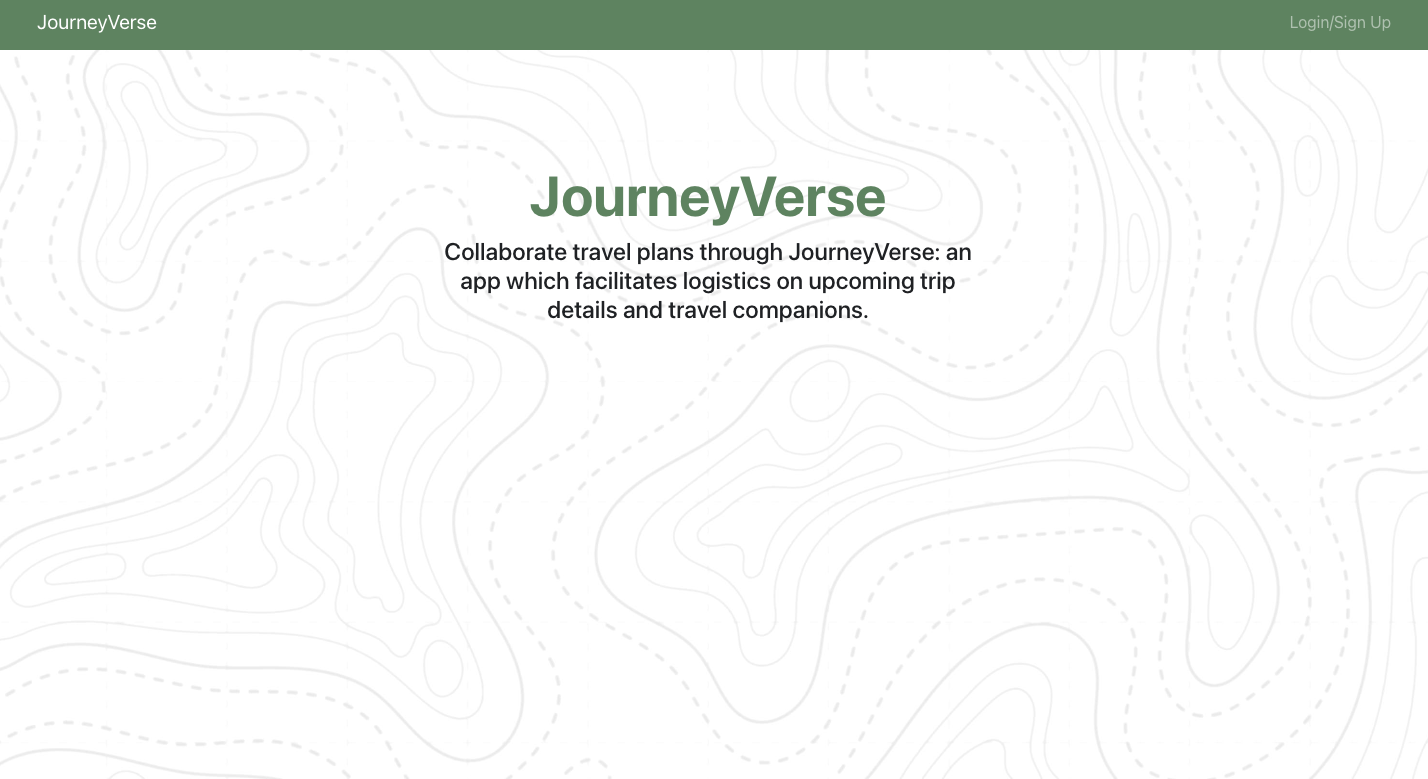 JourneyVerse
Login/Sign Up
JourneyVerse
Collaborate travel plans through JourneyVerse: an
app which facilitates logistics on upcoming trip
details and travel companions.